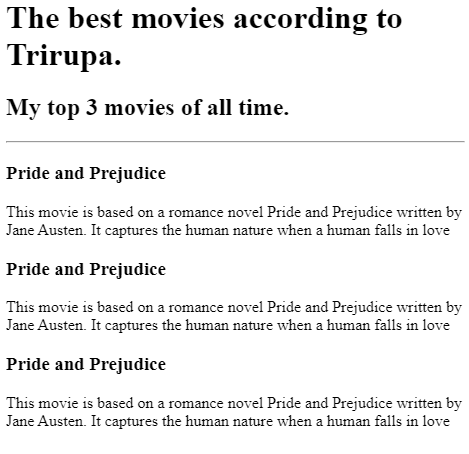 The best movies according to
Trirupa.
My top 3 movies of all time.
Pride and Prejudice
This movie is based on a romance novel Pride and Prejudice written by
Jane Austen. It captures the human nature when a human falls in love
Pride and Prejudice
This movie is based on a romance novel Pride and Prejudice written by
Jane Austen. It captures the human nature when a human falls in love
Pride and Prejudice
This movie is based on a romance novel Pride and Prejudice written by
Jane Austen. It captures the human nature when a human falls in love